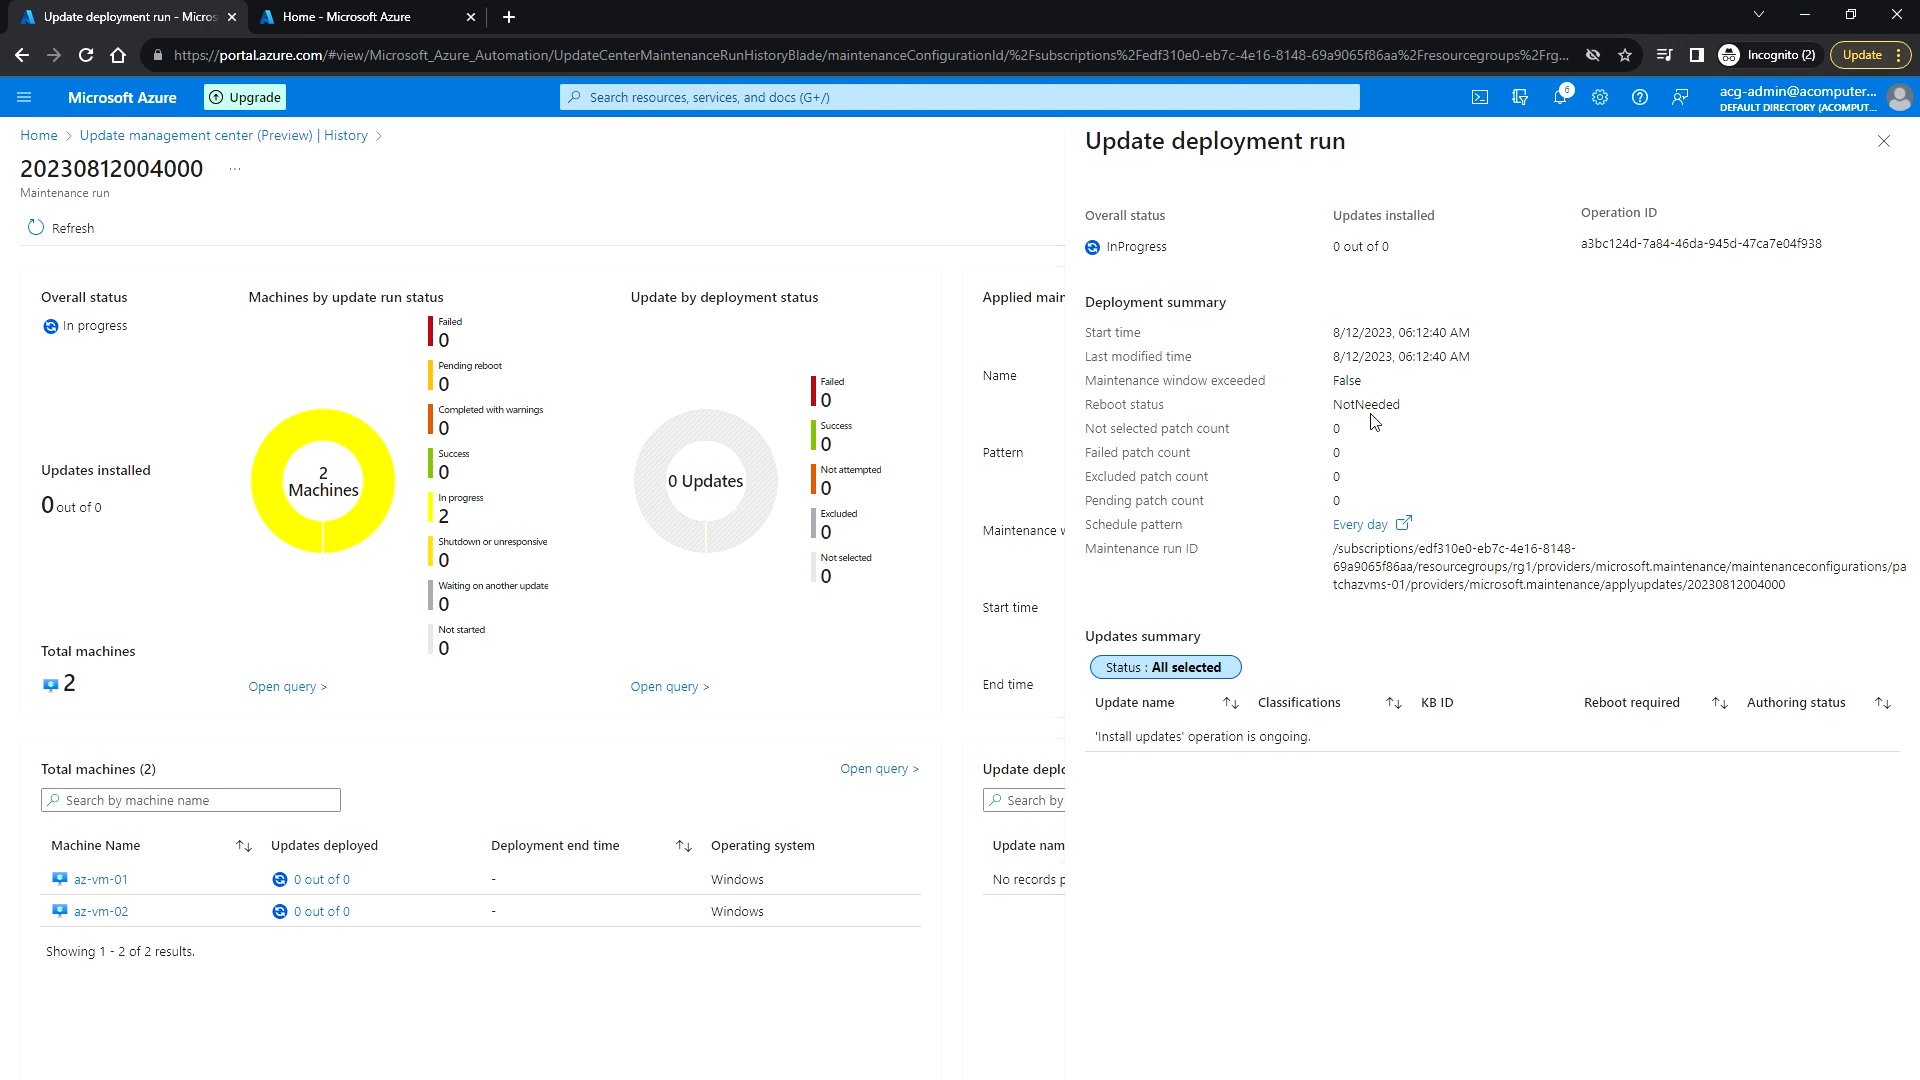 Update deployment run - Micros
Home - Microsoft Azure
https://portal.azure.com/#view/Microsoft_Azure_Automation/UpdateCenterMaintenanceRunHistoryBlade/maintenanceConfigurationId/%2Fsubscriptions%2Fedf310e0-eb7c-4e16-8148-69a9065f86aa%2Fresourcegroups%2Frg...
Incognito (2)
Update
Microsoft Azure
Upgrade
Search resources, services, and docs (G+/)
6
acg-admin@acomputer...
DEFAULT DIRECTORY (ACOMPUT...
Home > Update management center (Preview) | History >
20230812004000 ...
Maintenance run
Refresh
Overall status
In progress
Updates installed
0 out of 0
Total machines
2
Machines by update run status
2
Machines
Failed
0
Pending reboot
0
Completed with warnings
0
Success
0
In progress
2
Shutdown or unresponsive
0
Waiting on another update
0
Not started
0
Open query >
Update by deployment status
0 Updates
Failed
0
Success
0
Not attempted
0
Excluded
0
Not selected
0
Open query >
Applied main
Name
Pattern
Maintenance w
Start time
End time
Total machines (2)
Open query >
Search by machine name
Machine Name Updates deployed Deployment end time Operating system
az-vm-01 0 out of 0 - Windows
az-vm-02 0 out of 0 - Windows
Showing 1 - 2 of 2 results.
Update deplo
Search by
Update nam
No records p
Update deployment run
Overall status Updates installed Operation ID
InProgress 0 out of 0 a3bc124d-7a84-46da-945d-47ca7e04f938
Deployment summary
Start time 8/12/2023, 06:12:40 AM
Last modified time 8/12/2023, 06:12:40 AM
Maintenance window exceeded False
Reboot status NotNeeded
Not selected patch count 0
Failed patch count 0
Excluded patch count 0
Pending patch count 0
Schedule pattern Every day
Maintenance run ID /subscriptions/edf310e0-eb7c-4e16-8148-
69a9065f86aa/resourcegroups/rg1/providers/microsoft.maintenance/maintenanceconfigurations/pa
tchazvms-01/providers/microsoft.maintenance/applyupdates/20230812004000
Updates summary
Status : All selected
Update name Classifications KB ID Reboot required Authoring status
'Install updates' operation is ongoing.